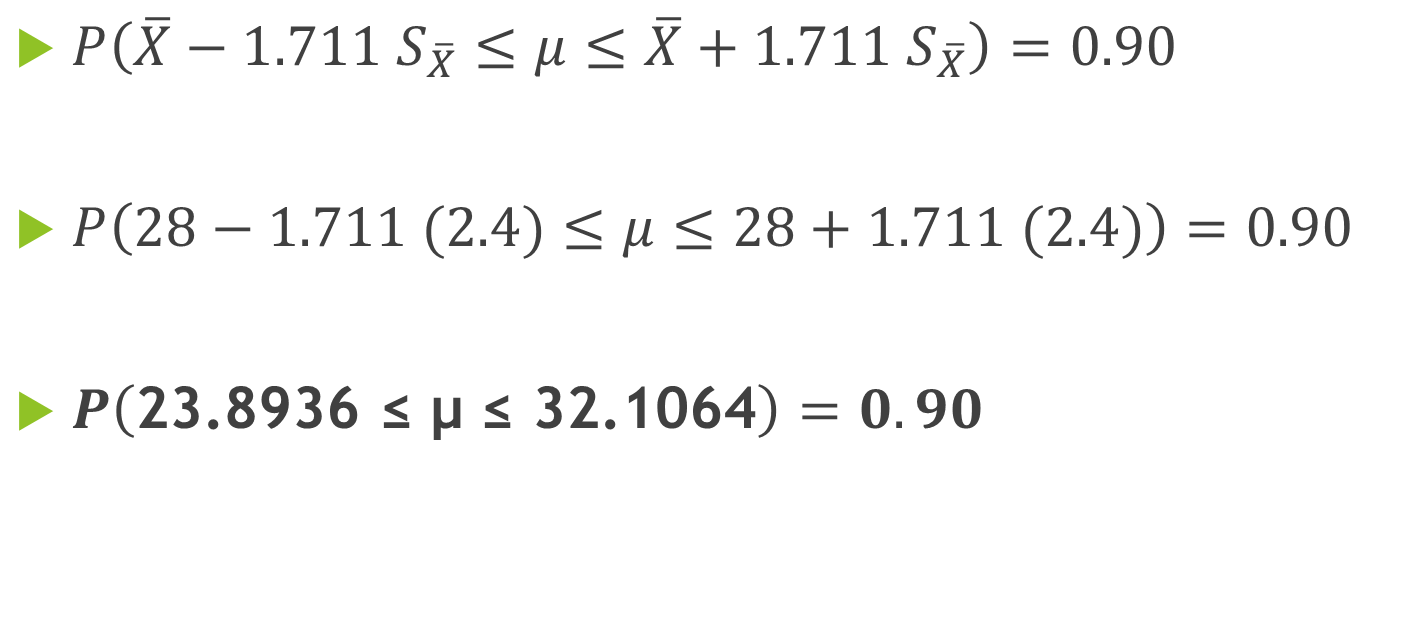 P(X̅ − 1.711 S_X̅ ≤ μ ≤ X̅ + 1.711 S_X̅) = 0.90
P(28 − 1.711 (2.4) ≤ μ ≤ 28 + 1.711 (2.4)) = 0.90
P(23.8936 ≤ μ ≤ 32.1064) = 0.90